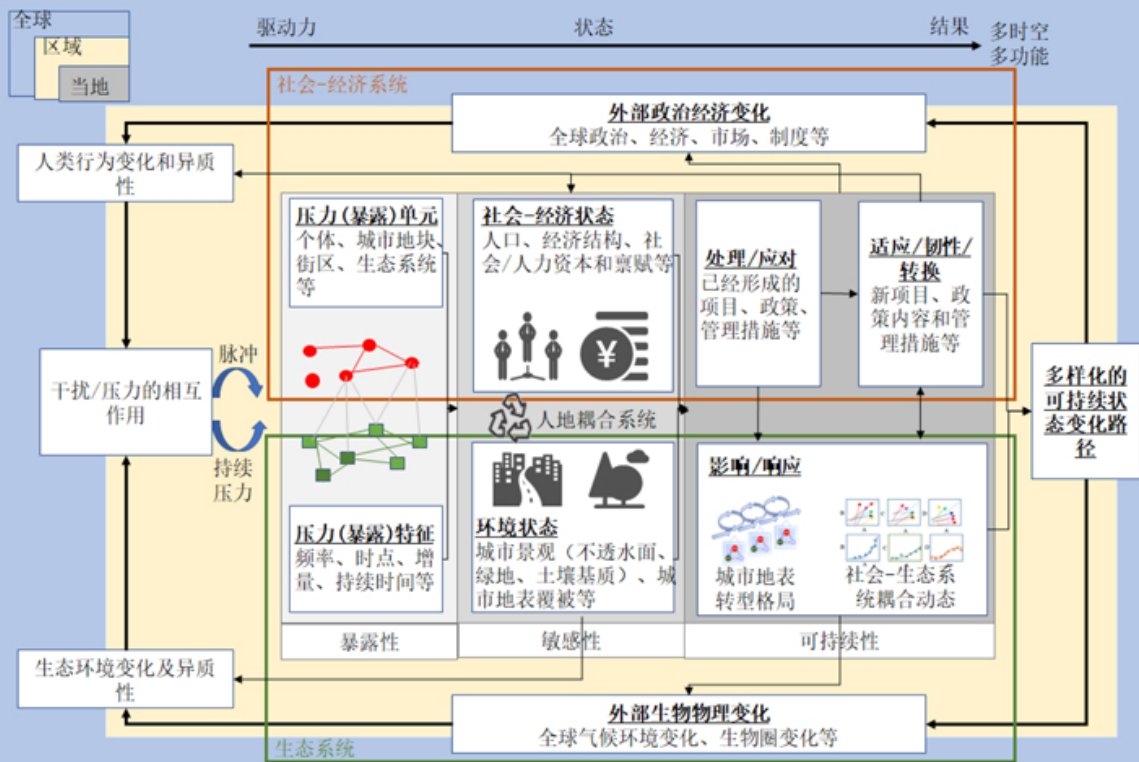 全球
区域
当地
驱动力
状态
结果
多时空
多功能
社会-经济系统
外部政治经济变化
全球政治、经济、市场、制度等
人类行为变化和异质
性
压力(暴露)单元
个体、城市地块、
街区、生态系统
等
社会-经济状态
人口、经济结构、社
会/人力资本和禀赋等
处理/应对
已经形成的
项目、政策、
管理措施等
适应/韧性/
转换
新项目、政
策内容和管
理措施等
脉冲
干扰/压力的相互
作用
持续
压力
人地耦合系统
多样化的
可持续状
态变化路
径
压力(暴露)特征
频率、时点、增
量、持续时间等
环境状态
城市景观（不透水面、
绿地、土壤基质）、城
市地表覆被等
影响/响应
城市地表
转型格局
社会-生态系
统耦合动态
暴露性
敏感性
可持续性
生态环境变化及异质
性
外部生物物理变化
全球气候环境变化、生物圈变化等
生态系统